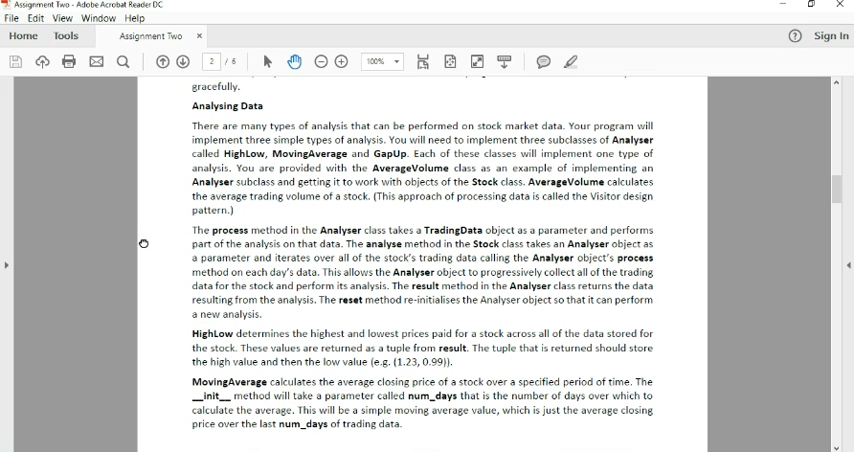 Assignment Two - Adobe Acrobat Reader DC
File Edit View Window Help
Home Tools Assignment Two × ? Sign In
2 / 6 100%
gracefully.
Analysing Data
There are many types of analysis that can be performed on stock market data. Your program will
implement three simple types of analysis. You will need to implement three subclasses of Analyser
called HighLow, MovingAverage and GapUp. Each of these classes will implement one type of
analysis. You are provided with the AverageVolume class as an example of implementing an
Analyser subclass and getting it to work with objects of the Stock class. AverageVolume calculates
the average trading volume of a stock. (This approach of processing data is called the Visitor design
pattern.)
The process method in the Analyser class takes a TradingData object as a parameter and performs
part of the analysis on that data. The analyse method in the Stock class takes an Analyser object as
a parameter and iterates over all of the stock's trading data calling the Analyser object's process
method on each day's data. This allows the Analyser object to progressively collect all of the trading
data for the stock and perform its analysis. The result method in the Analyser class returns the data
resulting from the analysis. The reset method re-initialises the Analyser object so that it can perform
a new analysis.
HighLow determines the highest and lowest prices paid for a stock across all of the data stored for
the stock. These values are returned as a tuple from result. The tuple that is returned should store
the high value and then the low value (e.g. (1.23, 0.99)).
MovingAverage calculates the average closing price of a stock over a specified period of time. The
__init__ method will take a parameter called num_days that is the number of days over which to
calculate the average. This will be a simple moving average value, which is just the average closing
price over the last num_days of trading data.